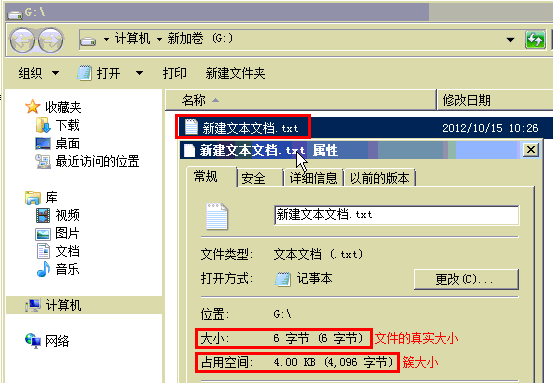 G:\
计算机 新加卷 (G:)
组织 打开 打印 新建文件夹
名称 修改日期
收藏夹
下载
桌面
最近访问的位置
库
视频
图片
文档
音乐
计算机
网络
新建文本文档.txt 2012/10/15 10:26
新建文本文档.txt 属性
常规 安全 详细信息 以前的版本
新建文本文档.txt
文件类型: 文本文档 (.txt)
打开方式: 记事本 更改(C)...
位置: G:\
大小: 6 字节 (6 字节) 文件的真实大小
占用空间: 4.00 KB (4,096 字节) 簇大小